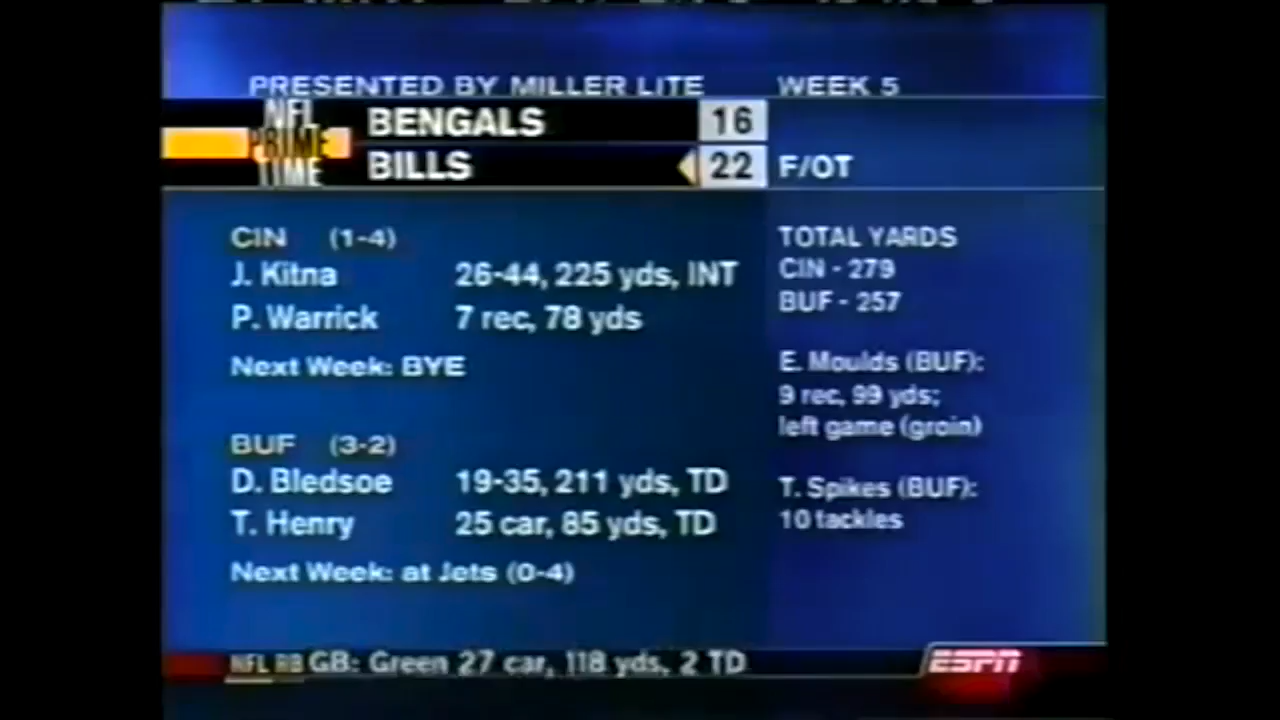 PRESENTED BY MILLER LITE WEEK 5
NFL PRIME TIME
BENGALS 16
BILLS 22 F/OT
CIN (1-4)
J. Kitna 26-44, 225 yds, INT
P. Warrick 7 rec, 78 yds
Next Week: BYE
BUF (3-2)
D. Bledsoe 19-35, 211 yds, TD
T. Henry 25 car, 85 yds, TD
Next Week: at Jets (0-4)
TOTAL YARDS
CIN - 279
BUF - 257
E. Moulds (BUF):
9 rec, 99 yds;
left game (groin)
T. Spikes (BUF):
10 tackles
NFL RB GB: Green 27 car, 118 yds, 2 TD
ESPN